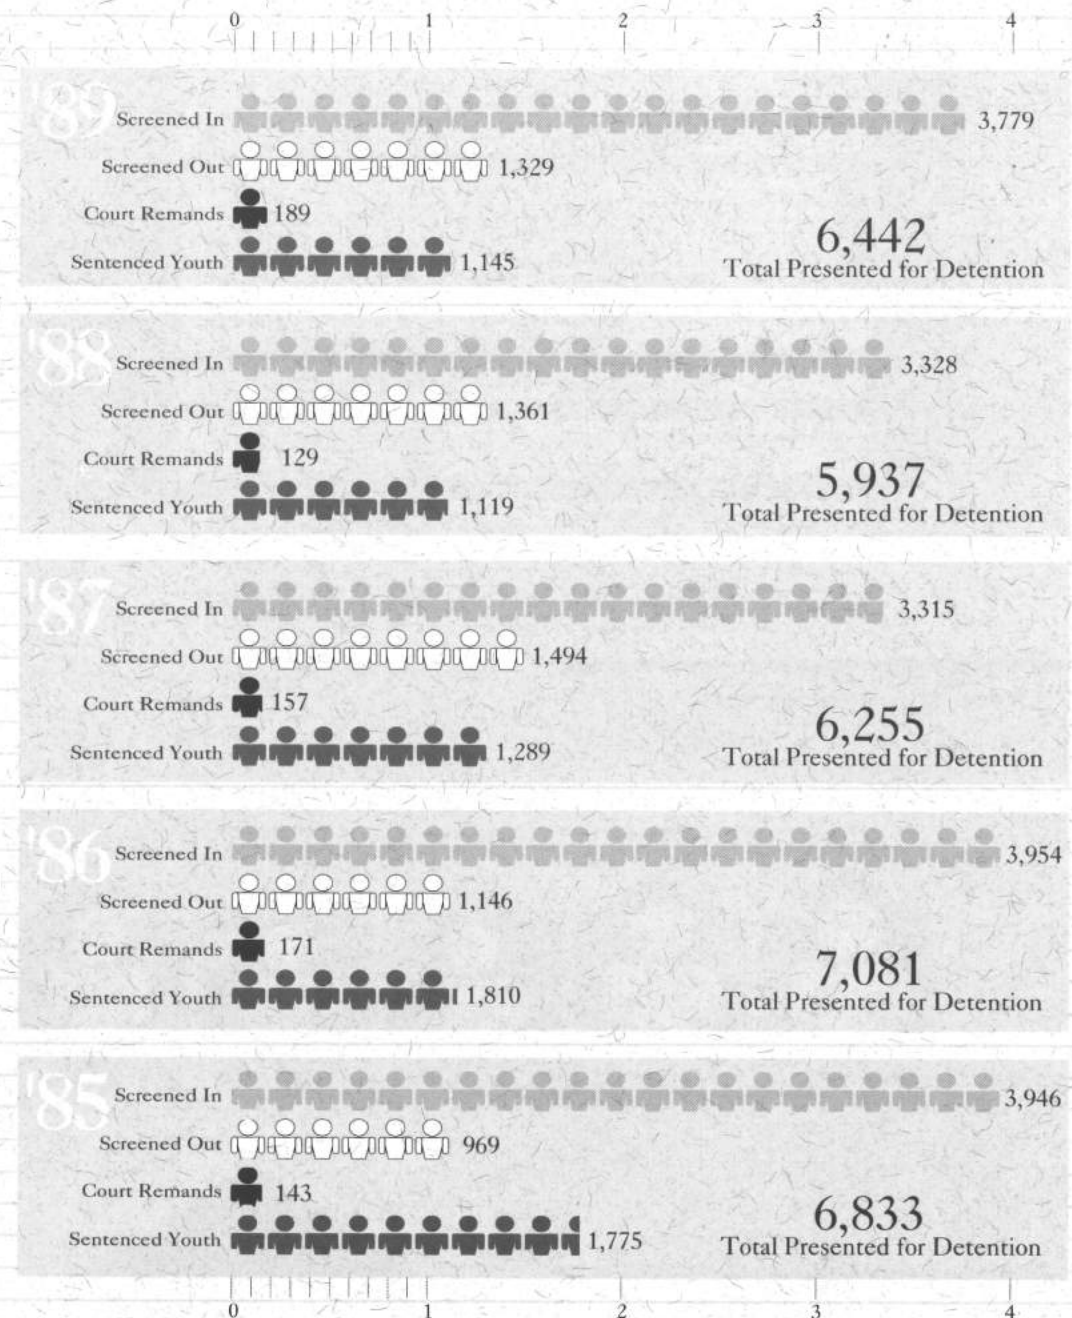 0 1 2 3 4
'89
Screened In 3,779
Screened Out 1,329
Court Remands 189
Sentenced Youth 1,145
6,442
Total Presented for Detention
'88
Screened In 3,328
Screened Out 1,361
Court Remands 129
Sentenced Youth 1,119
5,937
Total Presented for Detention
'87
Screened In 3,315
Screened Out 1,494
Court Remands 157
Sentenced Youth 1,289
6,255
Total Presented for Detention
'86
Screened In 3,954
Screened Out 1,146
Court Remands 171
Sentenced Youth 1,810
7,081
Total Presented for Detention
'85
Screened In 3,946
Screened Out 969
Court Remands 143
Sentenced Youth 1,775
6,833
Total Presented for Detention
0 1 2 3 4